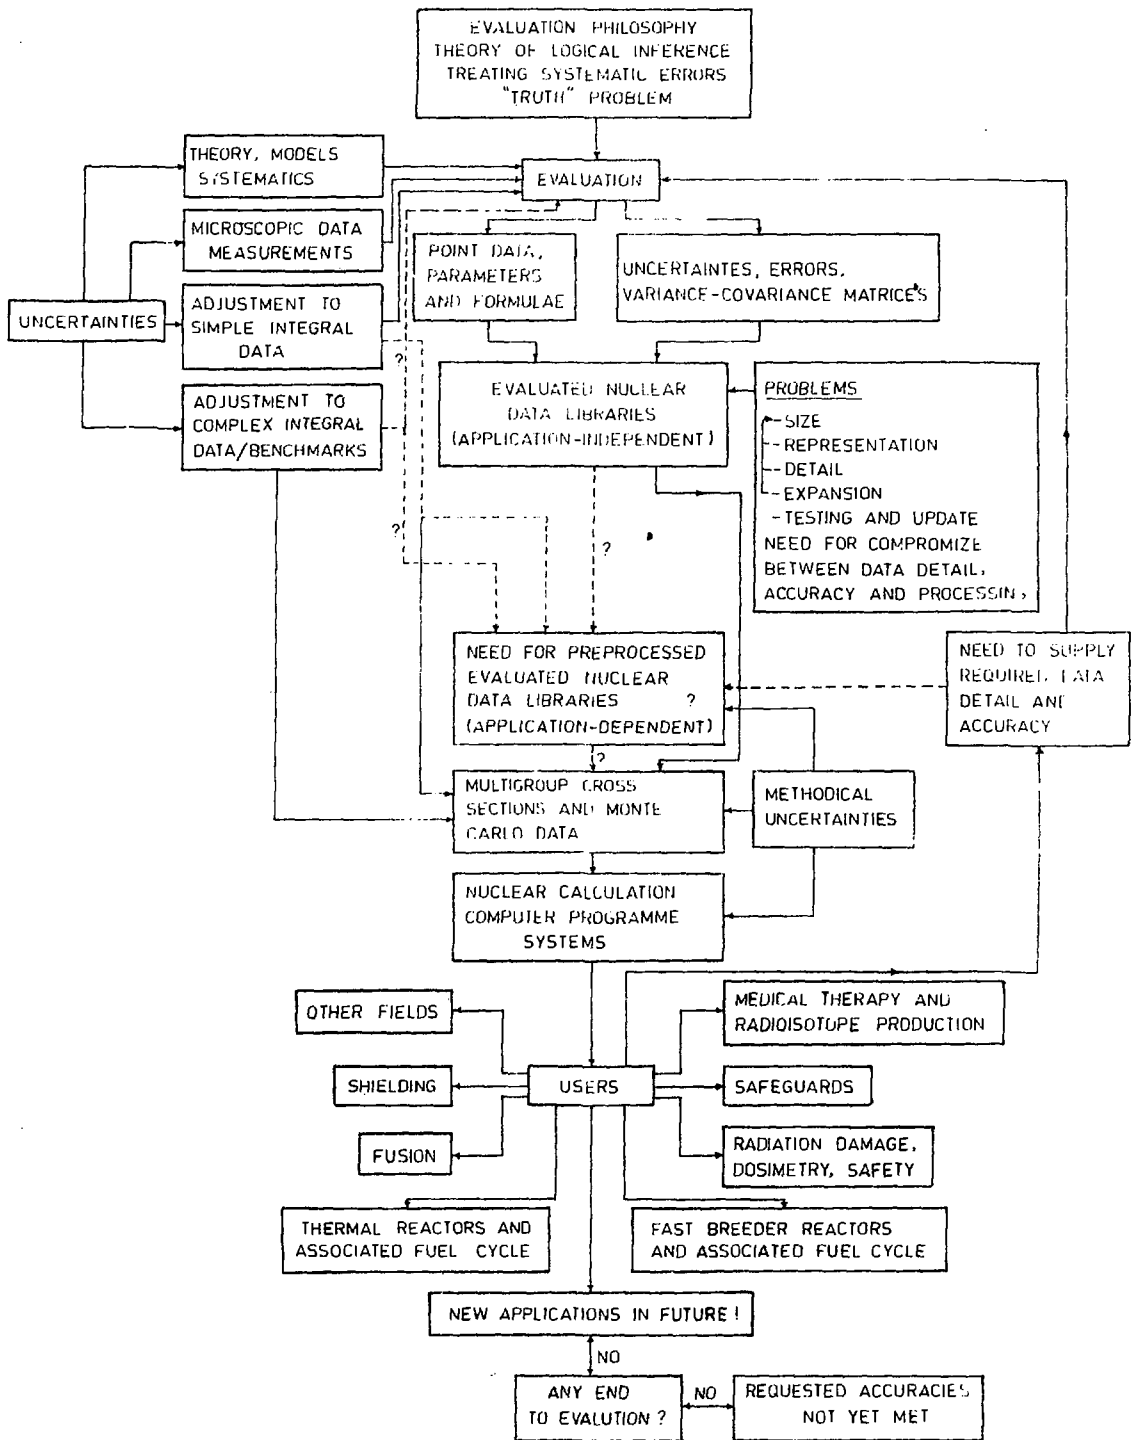 EVALUATION PHILOSOPHY
THEORY OF LOGICAL INFERENCE
TREATING SYSTEMATIC ERRORS
"TRUTH" PROBLEM
THEORY, MODELS
SYSTEMATICS
EVALUATION
MICROSCOPIC DATA
MEASUREMENTS
POINT DATA,
PARAMETERS
AND FORMULAE
UNCERTAINTES, ERRORS,
VARIANCE-COVARIANCE MATRICES
UNCERTAINTIES
ADJUSTMENT TO
SIMPLE INTEGRAL
DATA
?
ADJUSTMENT TO
COMPLEX INTEGRAL
DATA/BENCHMARKS
EVALUATED NUCLEAR
DATA LIBRARIES
(APPLICATION-INDEPENDENT)
PROBLEMS
-SIZE
-REPRESENTATION
-DETAIL
-EXPANSION
-TESTING AND UPDATE
NEED FOR COMPROMIZE
BETWEEN DATA DETAIL,
ACCURACY AND PROCESSIN,
?
?
NEED FOR PREPROCESSED
EVALUATED NUCLEAR
DATA LIBRARIES ?
(APPLICATION-DEPENDENT)
NEED TO SUPPLY
REQUIRED DATA
DETAIL AND
ACCURACY
?
MULTIGROUP CROSS
SECTIONS AND MONTE
CARLO DATA
METHODICAL
UNCERTAINTIES
NUCLEAR CALCULATION
COMPUTER PROGRAMME
SYSTEMS
OTHER FIELDS
MEDICAL THERAPY AND
RADIOISOTOPE PRODUCTION
SHIELDING
USERS
SAFEGUARDS
FUSION
RADIATION DAMAGE,
DOSIMETRY, SAFETY
THERMAL REACTORS AND
ASSOCIATED FUEL CYCLE
FAST BREEDER REACTORS
AND ASSOCIATED FUEL CYCLE
NEW APPLICATIONS IN FUTURE!
NO
ANY END
TO EVALUTION?
NO
REQUESTED ACCURACIES
NOT YET MET